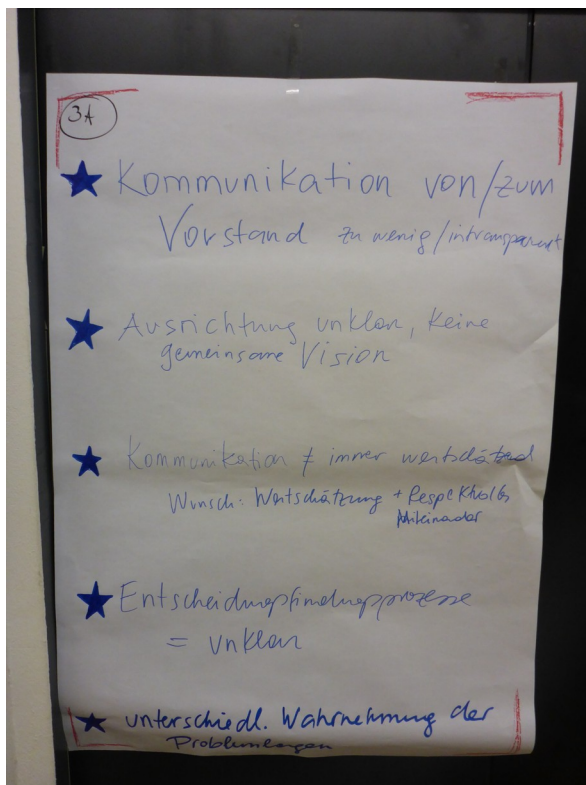 3A
Kommunikation von/zum
Vorstand zu wenig/intransparent
Ausrichtung unklar, keine
gemeinsame Vision
Kommunikation ≠ immer wertschätzend
Wunsch: Wertschätzung + Respektvolles
Miteinander
Entscheidungsfindungsprozesse
= unklar
unterschiedl. Wahrnehmung der
Problemlagen